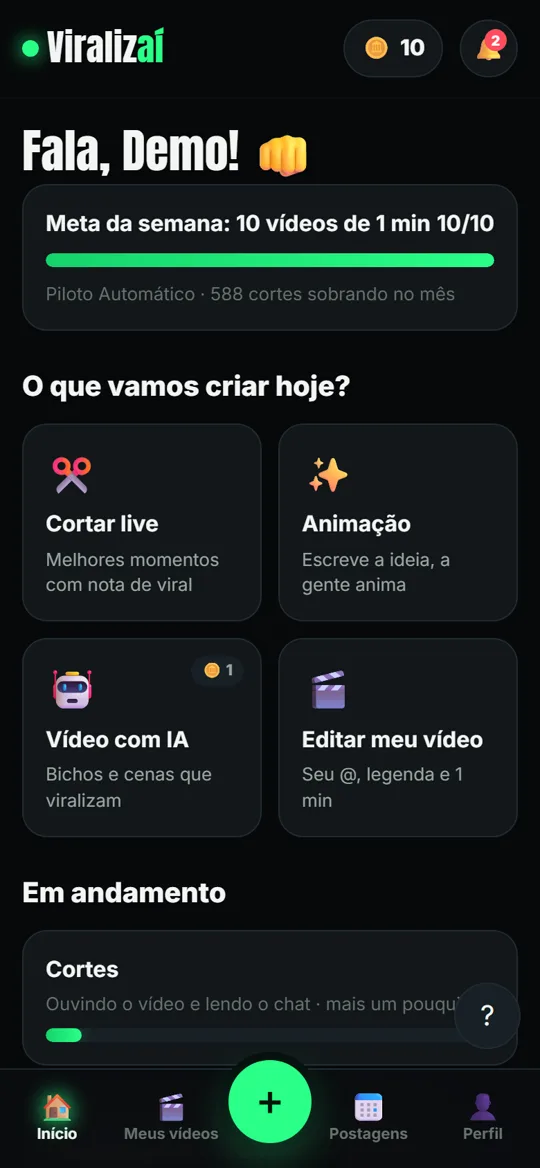 Viralizaí
10
2
Fala, Demo!
Meta da semana: 10 vídeos de 1 min 10/10
Piloto Automático · 588 cortes sobrando no mês
O que vamos criar hoje?
Cortar live
Melhores momentos
com nota de viral
Animação
Escreve a ideia, a
gente anima
1
Vídeo com IA
Bichos e cenas que
viralizam
Editar meu vídeo
Seu @, legenda e 1
min
Em andamento
Cortes
Ouvindo o vídeo e lendo o chat · mais um
?
+
Início
Meus vídeos
Postagens
Perfil